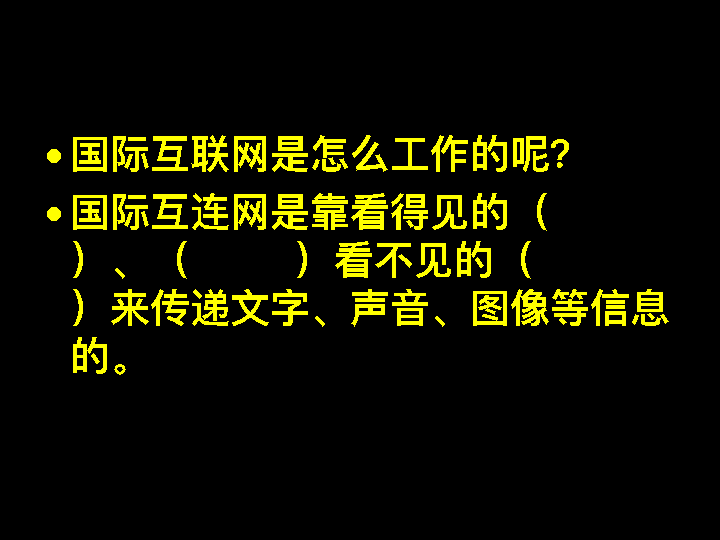 • 国际互联网是怎么工作的呢?
• 国际互连网是靠看得见的（
）、（　　）看不见的（
）来传递文字、声音、图像等信息
的。